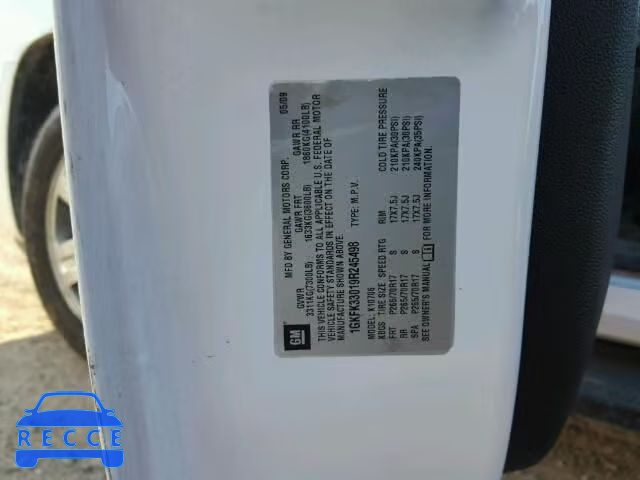 MFD BY GENERAL MOTORS CORP. 05/09
GVWR GAWR FRT GAWR RR
3311KG(7300LB) 1633KG(3600LB) 1860KG(4100LB)
THIS VEHICLE CONFORMS TO ALL APPLICABLE U.S. FEDERAL MOTOR
VEHICLE SAFETY STANDARDS IN EFFECT ON THE DATE OF
MANUFACTURE SHOWN ABOVE.
1GKFK33019R245498 TYPE: M.P.V.
GM
MODEL: K10706
KBGS TIRE SIZE SPEED RTG RIM COLD TIRE PRESSURE
FRT P265/70R17 S 17X7.5J 210KPA(30PSI)
RR P265/70R17 S 17X7.5J 210KPA(30PSI)
SPA P265/70R17 S 17X7.5J 240KPA(35PSI)
SEE OWNER'S MANUAL FOR MORE INFORMATION.
RECCE